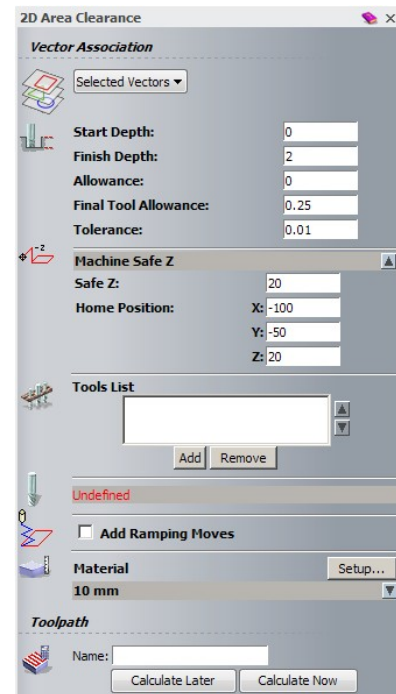 2D Area Clearance
Vector Association
Selected Vectors
Start Depth: 0
Finish Depth: 2
Allowance: 0
Final Tool Allowance: 0.25
Tolerance: 0.01
-z
Machine Safe Z
Safe Z: 20
Home Position: X: -100
Y: -50
Z: 20
Tools List
Add Remove
Undefined
Add Ramping Moves
Material Setup...
10 mm
Toolpath
Name:
Calculate Later Calculate Now